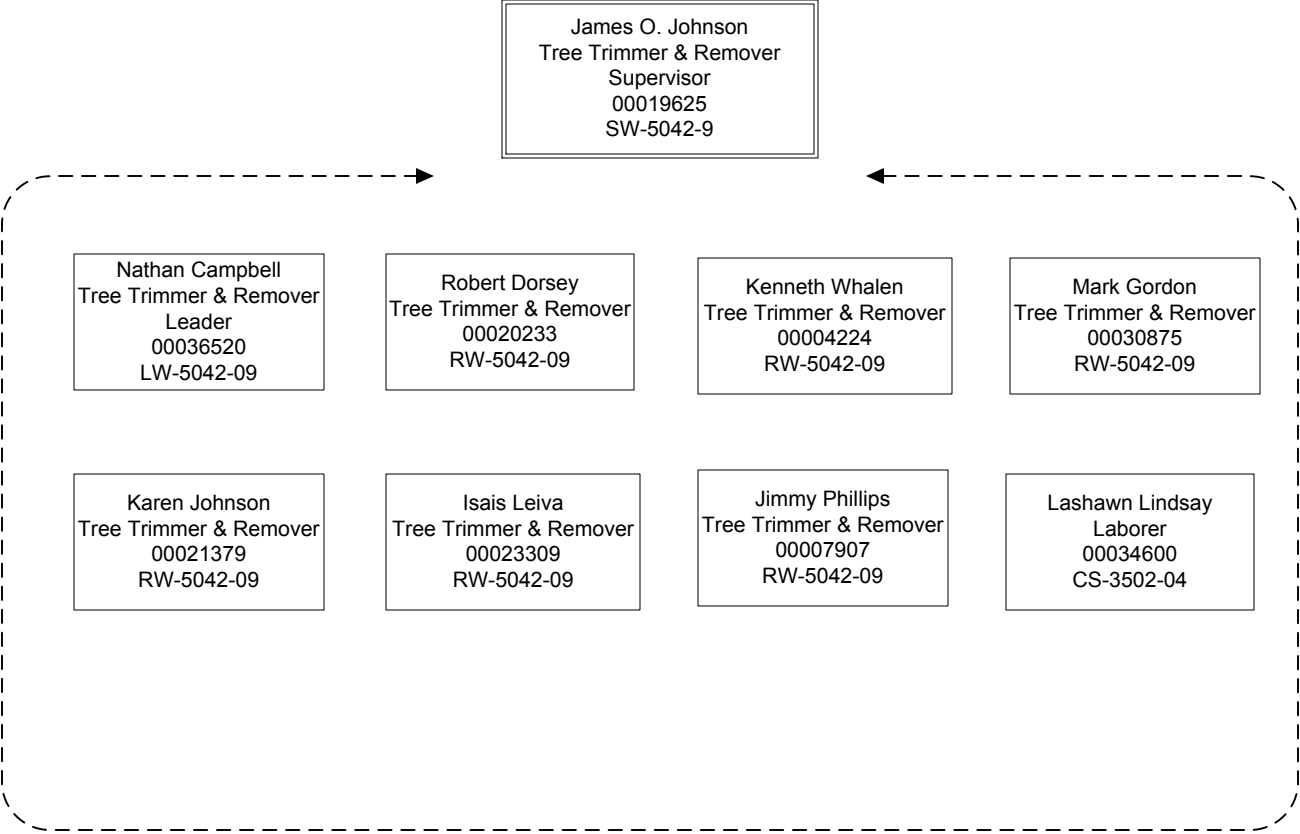 James O. Johnson
Tree Trimmer & Remover
Supervisor
00019625
SW-5042-9
Nathan Campbell
Tree Trimmer & Remover
Leader
00036520
LW-5042-09
Robert Dorsey
Tree Trimmer & Remover
00020233
RW-5042-09
Kenneth Whalen
Tree Trimmer & Remover
00004224
RW-5042-09
Mark Gordon
Tree Trimmer & Remover
00030875
RW-5042-09
Karen Johnson
Tree Trimmer & Remover
00021379
RW-5042-09
Isais Leiva
Tree Trimmer & Remover
00023309
RW-5042-09
Jimmy Phillips
Tree Trimmer & Remover
00007907
RW-5042-09
Lashawn Lindsay
Laborer
00034600
CS-3502-04